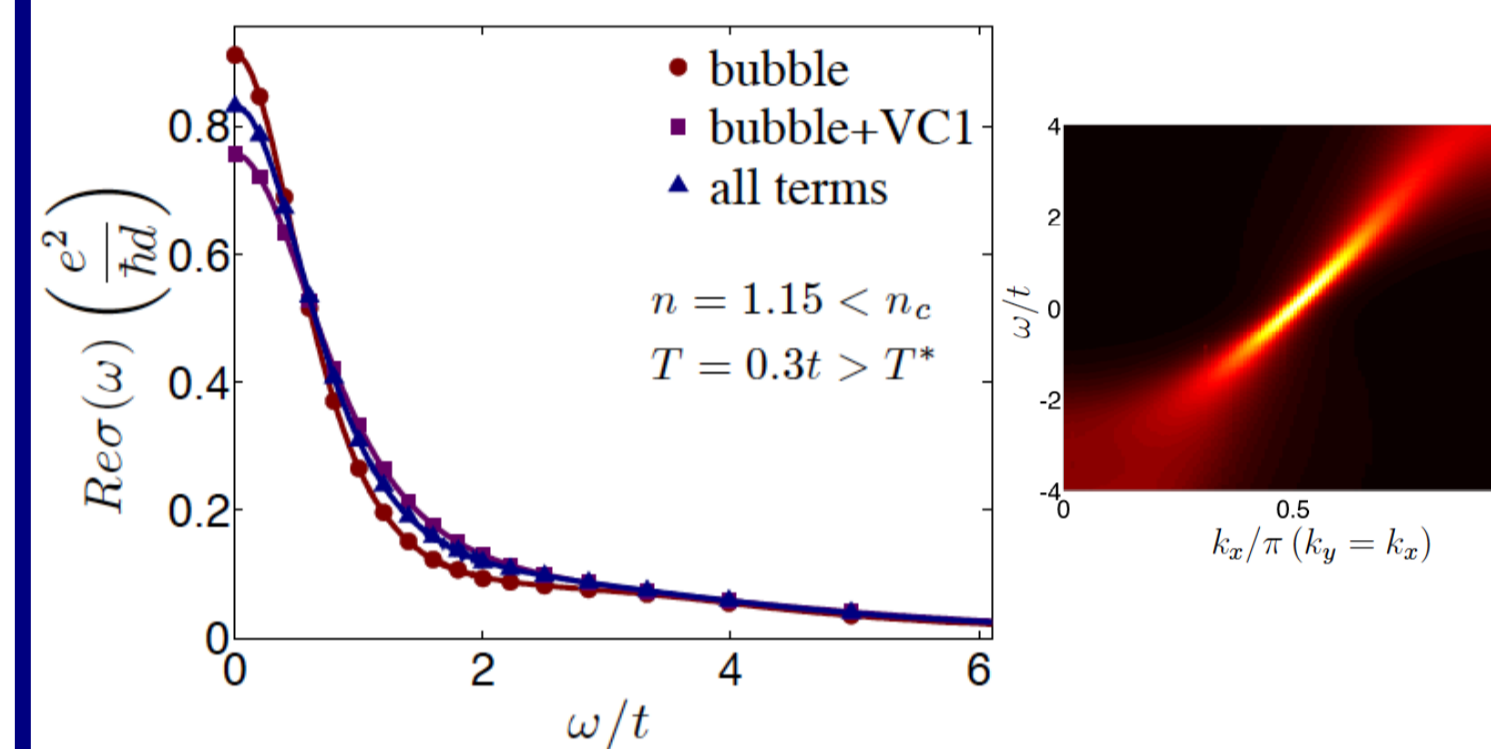 bubble
bubble+VC1
all terms
n = 1.15 < n_c
T = 0.3t > T*
Reσ(ω) (e²/ħd)
0.8
0.6
0.4
0.2
0
0 2 4 6
ω/t
4
2
0
-2
-4
ω/t
0 0.5
k_x/π (k_y = k_x)